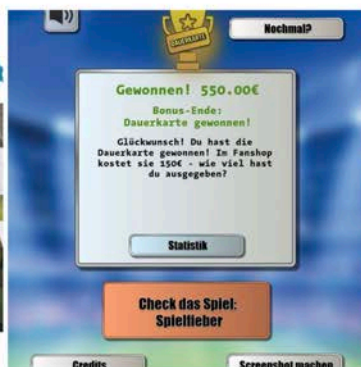 DAUERKARTE
Nochmal?
Gewonnen! 550.00€
Bonus-Ende:
Dauerkarte gewonnen!
Glückwunsch! Du hast die
Dauerkarte gewonnen! Im Fanshop
kostet sie 150€ - wie viel hast
du ausgegeben?
Statistik
Check das Spiel:
Spielfieber
Credits
Screenshot machen